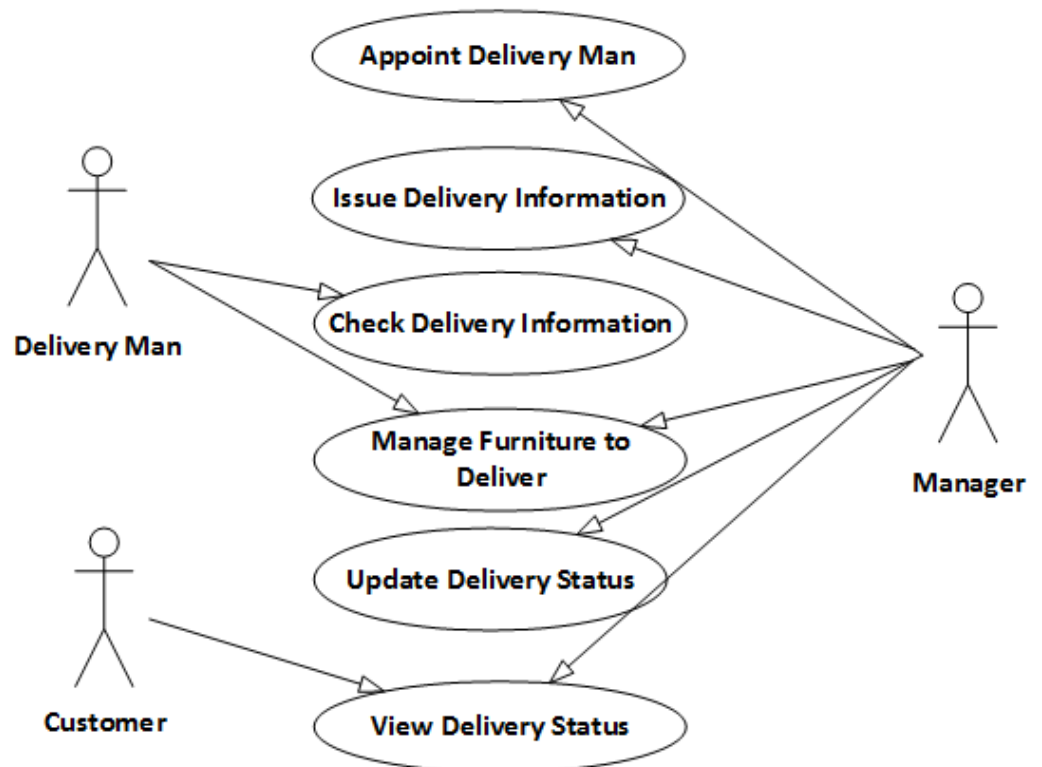 Appoint Delivery Man
Issue Delivery Information
Check Delivery Information
Delivery Man
Manage Furniture to
Deliver
Manager
Update Delivery Status
Customer
View Delivery Status